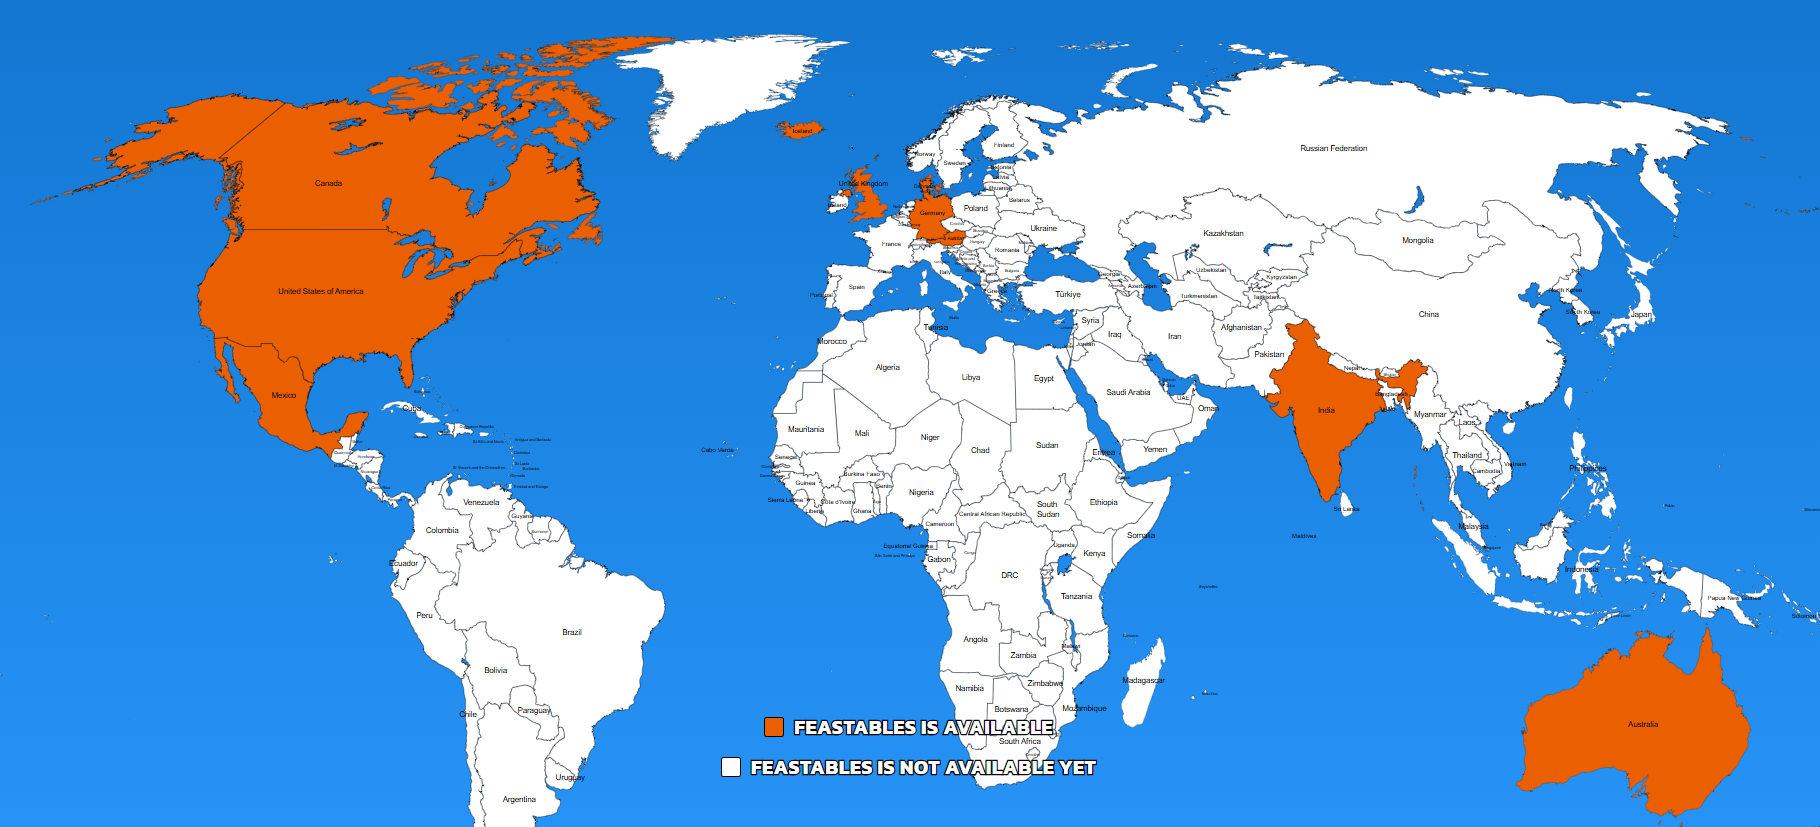 Iceland
Canada
United Kingdom
Norway
Sweden
Finland
Russian Federation
Estonia
Latvia
Lithuania
Ireland
Germany
Poland
Belarus
Ukraine
Kazakhstan
Mongolia
France
Austria
Hungary
Romania
Italy
Spain
Portugal
Greece
Türkiye
Georgia
Azerbaijan
Uzbekistan
Kyrgyzstan
Turkmenistan
Tajikistan
North Korea
South Korea
Japan
China
United States of America
Mexico
Cuba
Morocco
Tunisia
Algeria
Libya
Egypt
Syria
Iraq
Jordan
Iran
Afghanistan
Pakistan
Nepal
Saudi Arabia
UAE
Oman
Yemen
India
Bangladesh
Myanmar
Laos
Thailand
Cambodia
Vietnam
Philippines
Sri Lanka
Maldives
Malaysia
Indonesia
Papua New Guinea
Cabo Verde
Mauritania
Mali
Niger
Chad
Sudan
Eritrea
Senegal
Guinea
Sierra Leone
Liberia
Côte d'Ivoire
Burkina Faso
Ghana
Benin
Nigeria
Cameroon
Central African Republic
South
Sudan
Ethiopia
Somalia
Equatorial Guinea
Gabon
Congo
DRC
Uganda
Kenya
Tanzania
Angola
Zambia
Malawi
Zimbabwe
Mozambique
Madagascar
Namibia
Botswana
South Africa
Venezuela
Guyana
Suriname
Colombia
Ecuador
Peru
Brazil
Bolivia
Paraguay
Chile
Uruguay
Argentina
Australia
FEASTABLES IS AVAILABLE
FEASTABLES IS NOT AVAILABLE YET